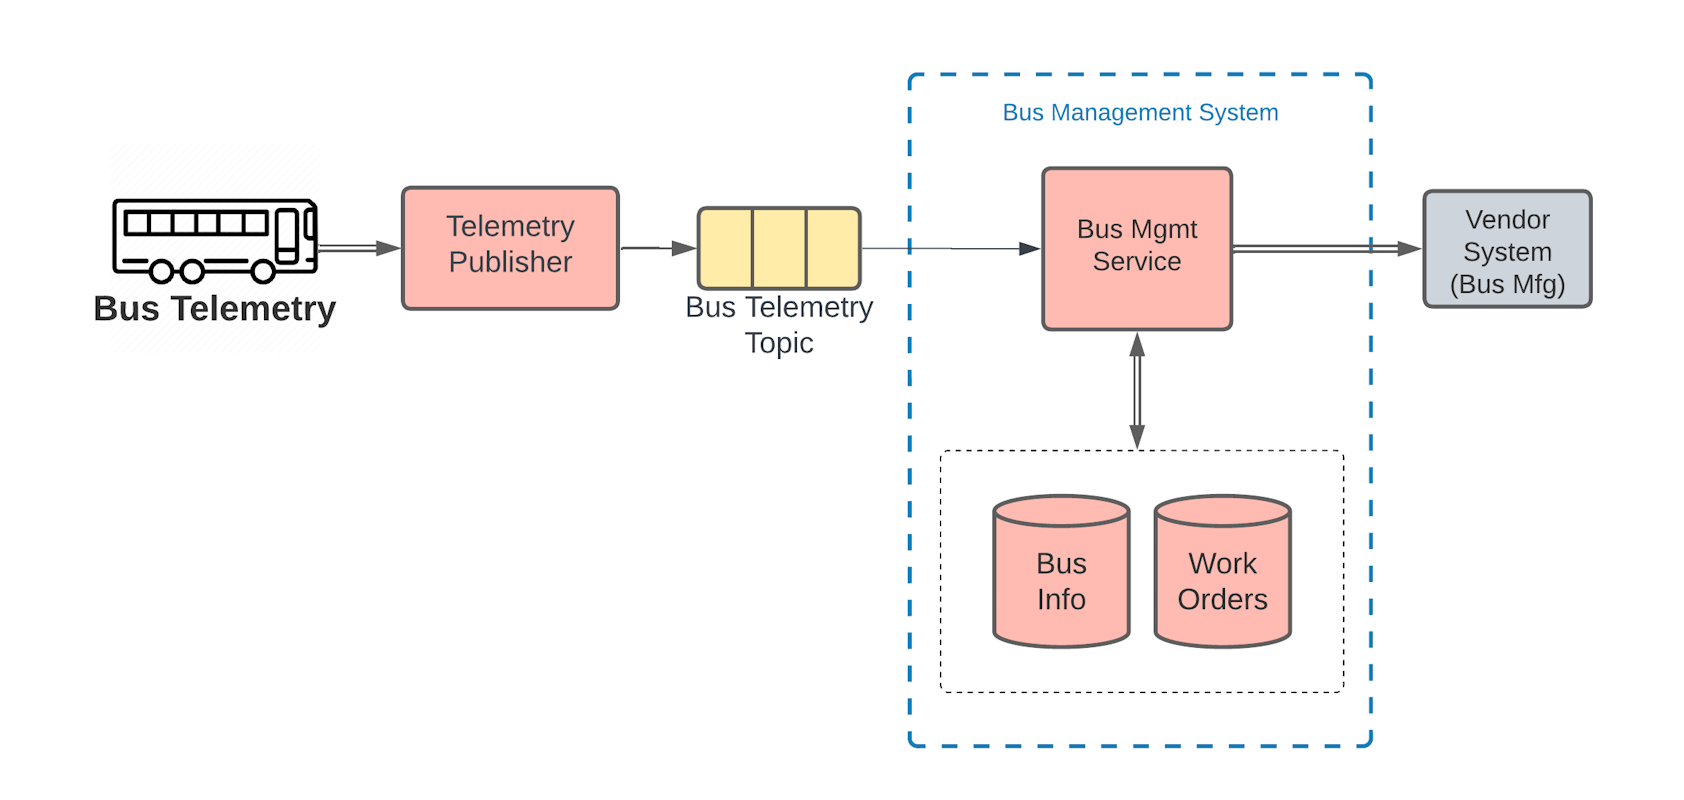 Bus Management System
Bus Telemetry
Telemetry
Publisher
Bus Telemetry
Topic
Bus Mgmt
Service
Vendor
System
(Bus Mfg)
Bus
Info
Work
Orders